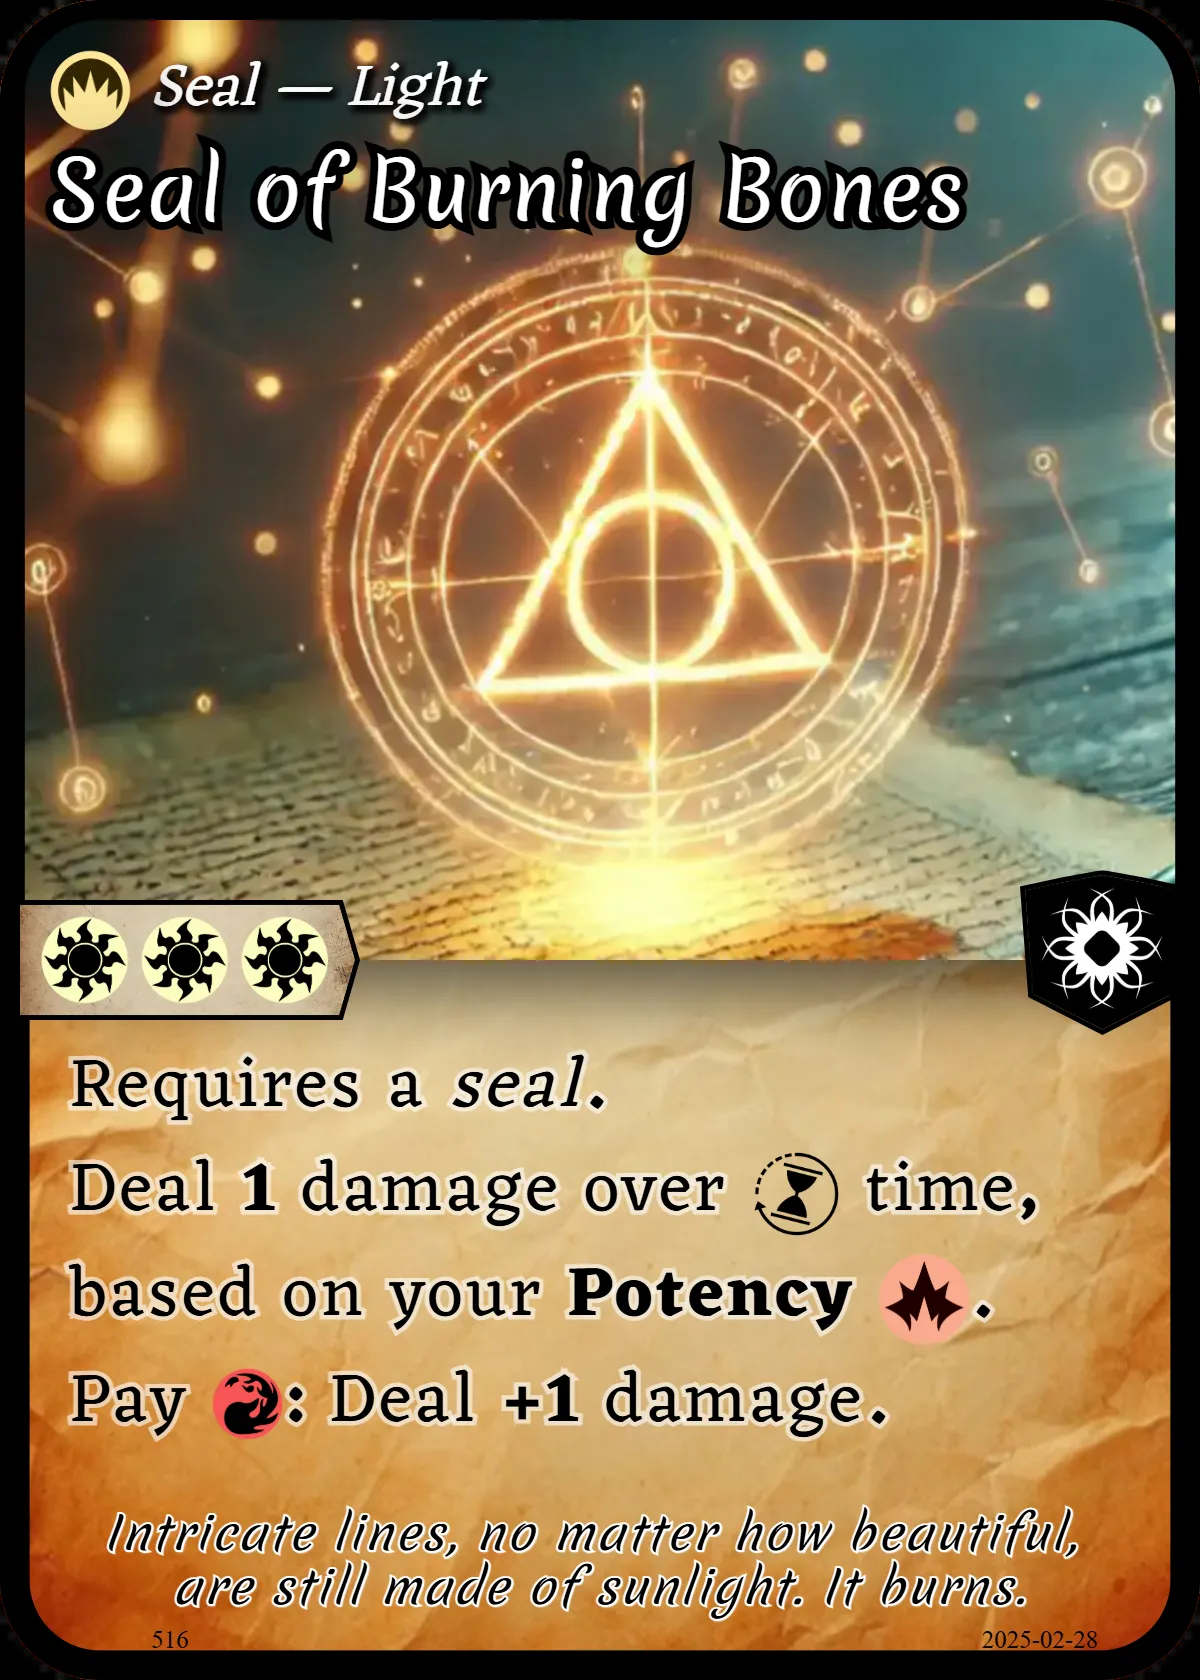 Seal — Light
Seal of Burning Bones
Requires a seal.
Deal 1 damage over time,
based on your Potency .
Pay : Deal +1 damage.
Intricate lines, no matter how beautiful,
are still made of sunlight. It burns.
516 2025-02-28